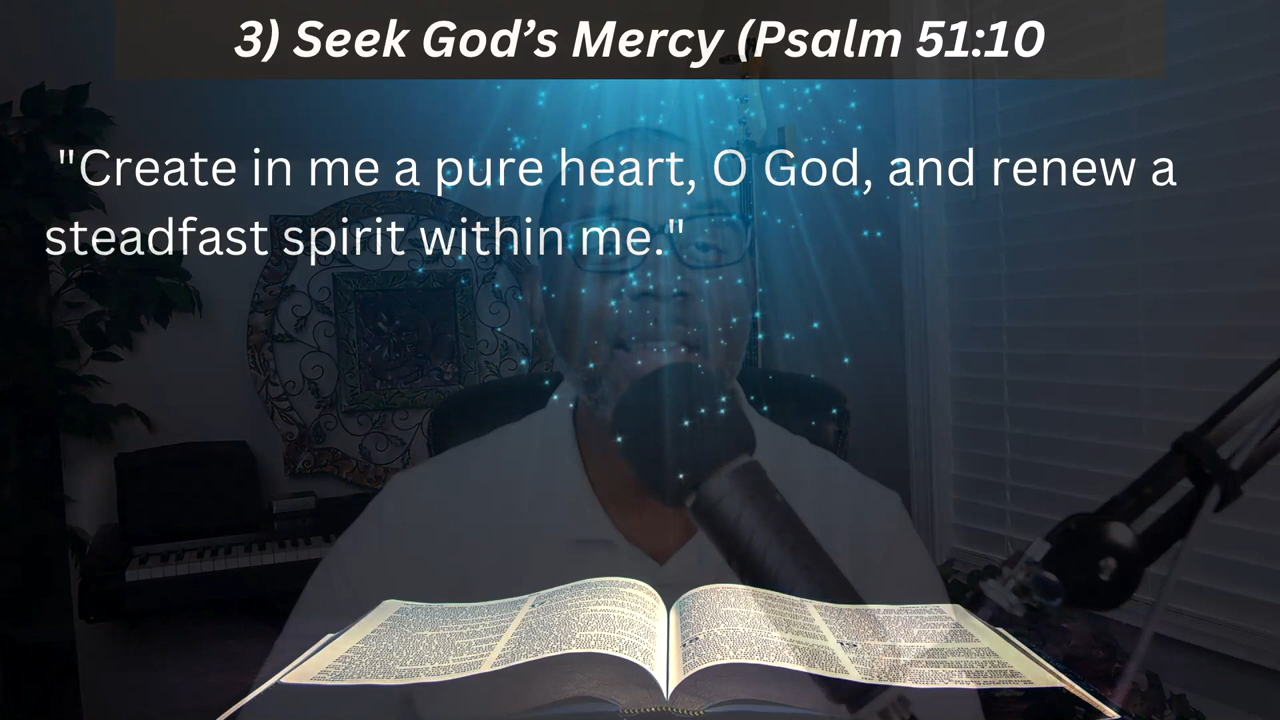 3) Seek God’s Mercy (Psalm 51:10
"Create in me a pure heart, O God, and renew a
steadfast spirit within me."